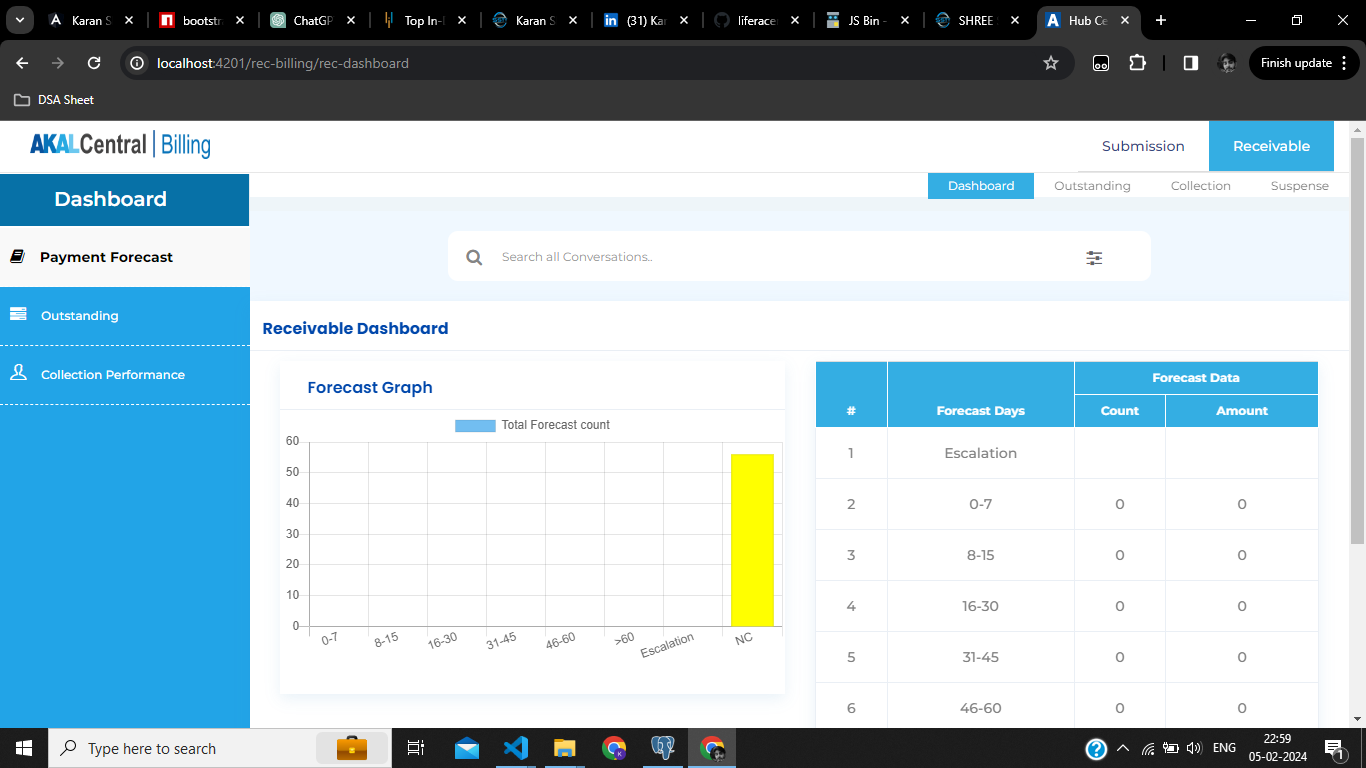 Karan S
bootst
ChatGP
Top In-
Karan S
(31) Ka
liferace
JS Bin -
SHREE
Hub Ce
localhost:4201/rec-billing/rec-dashboard
Finish update
DSA Sheet
AKALCentral | Billing
Submission
Receivable
Dashboard
Dashboard
Outstanding
Collection
Suspense
Payment Forecast
Outstanding
Collection Performance
Search all Conversations..
Receivable Dashboard
Forecast Graph
Total Forecast count
60
50
40
30
20
10
0
0-7 8-15 16-30 31-45 46-60 >60 Escalation NC
# Forecast Days Forecast Data
Count Amount
1 Escalation
2 0-7 0 0
3 8-15 0 0
4 16-30 0 0
5 31-45 0 0
6 46-60 0 0
Type here to search
ENG
22:59
05-02-2024
1